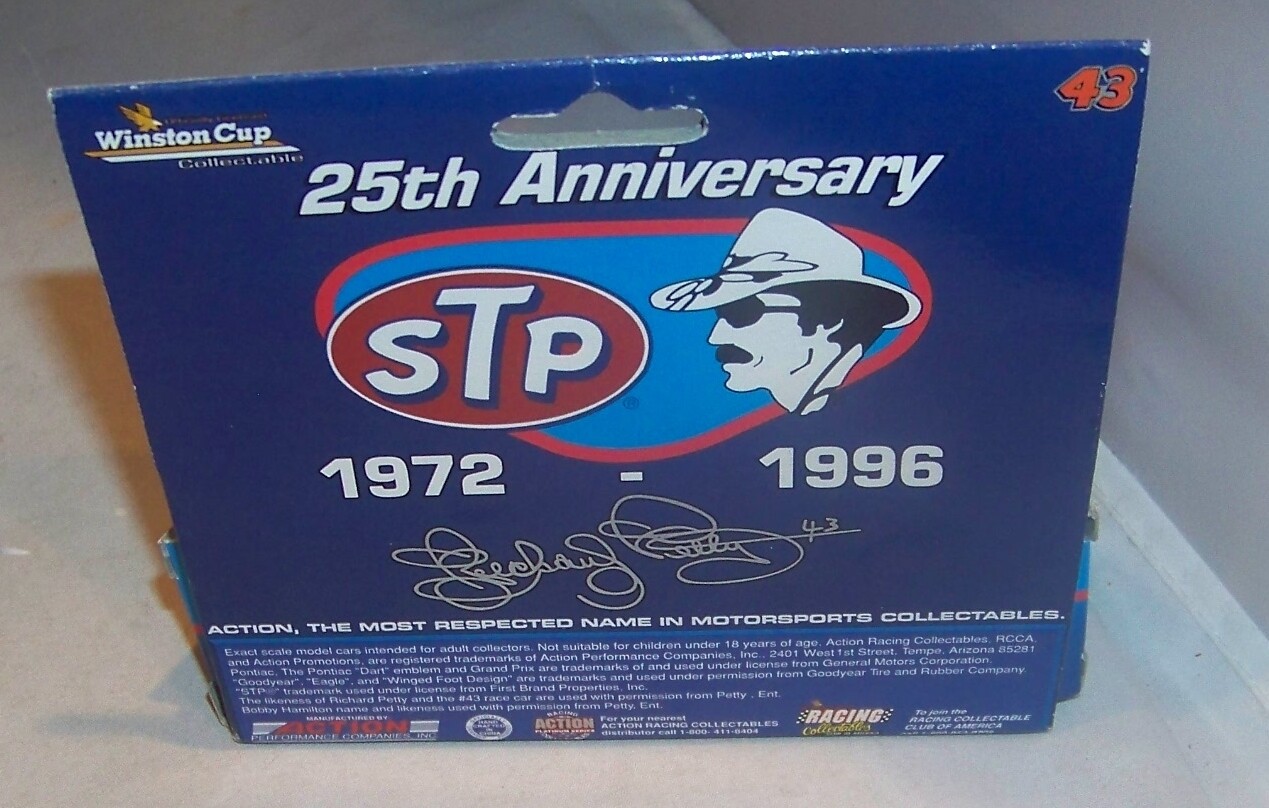 43
Winston Cup
Collectable
25th Anniversary
STP
®
1972 - 1996
Richard Petty 43
ACTION, THE MOST RESPECTED NAME IN MOTORSPORTS COLLECTABLES.
Exact scale model cars intended for adult collectors. Not suitable for children under 18 years of age. Action Racing Collectables, RCCA,
and Action Promotions, are registered trademarks of Action Performance Companies, Inc.. 2401 West 1st Street, Tempe, Arizona 85281
Pontiac, The Pontiac "Dart" emblem and Grand Prix are trademarks of and used under license from General Motors Corporation.
"Goodyear", "Eagle", and "Winged Foot Design" are trademarks and used under permission from Goodyear Tire and Rubber Company.
"STP®" trademark used under license from First Brand Properties, Inc.
The likeness of Richard Petty and the #43 race car are used with permission from Petty . Ent.
Bobby Hamilton name and likeness used with permission from Petty. Ent.
MANUFACTURED BY
ACTION
PERFORMANCE COMPANIES, INC.
RACING
ACTION
PLATINUM SERIES
For your nearest
ACTION RACING COLLECTABLES
distributor call 1-800- 411-8404
RACING
Collectables
To join the
RACING COLLECTABLE
CLUB OF AMERICA